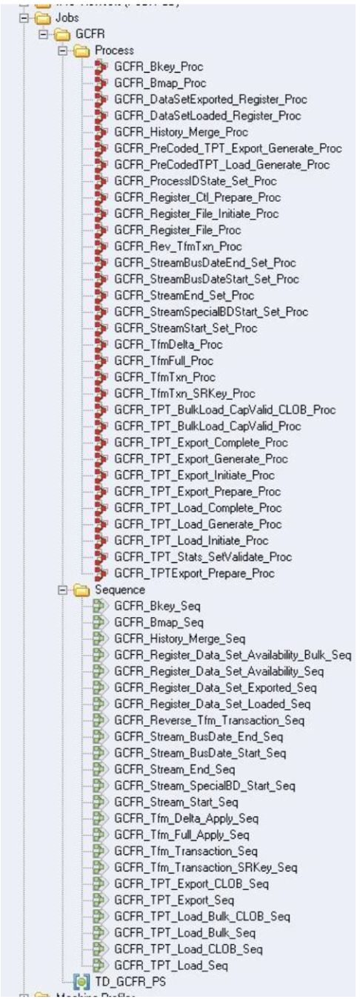 Jobs
GCFR
Process
GCFR_Bkey_Proc
GCFR_Bmap_Proc
GCFR_DataSetExported_Register_Proc
GCFR_DataSetLoaded_Register_Proc
GCFR_History_Merge_Proc
GCFR_PreCoded_TPT_Export_Generate_Proc
GCFR_PreCodedTPT_Load_Generate_Proc
GCFR_ProcessIDState_Set_Proc
GCFR_Register_Ctl_Prepare_Proc
GCFR_Register_File_Initiate_Proc
GCFR_Register_File_Proc
GCFR_Rev_TfmTxn_Proc
GCFR_StreamBusDateEnd_Set_Proc
GCFR_StreamBusDateStart_Set_Proc
GCFR_StreamEnd_Set_Proc
GCFR_StreamSpecialBDStart_Set_Proc
GCFR_StreamStart_Set_Proc
GCFR_TfmDelta_Proc
GCFR_TfmFull_Proc
GCFR_TfmTxn_Proc
GCFR_TfmTxn_SRKey_Proc
GCFR_TPT_BulkLoad_CapValid_CLOB_Proc
GCFR_TPT_BulkLoad_CapValid_Proc
GCFR_TPT_Export_Complete_Proc
GCFR_TPT_Export_Generate_Proc
GCFR_TPT_Export_Initiate_Proc
GCFR_TPT_Export_Prepare_Proc
GCFR_TPT_Load_Complete_Proc
GCFR_TPT_Load_Generate_Proc
GCFR_TPT_Load_Initiate_Proc
GCFR_TPT_Stats_SetValidate_Proc
GCFR_TPTExport_Prepare_Proc
Sequence
GCFR_Bkey_Seq
GCFR_Bmap_Seq
GCFR_History_Merge_Seq
GCFR_Register_Data_Set_Availability_Bulk_Seq
GCFR_Register_Data_Set_Availability_Seq
GCFR_Register_Data_Set_Exported_Seq
GCFR_Register_Data_Set_Loaded_Seq
GCFR_Reverse_Tfm_Transaction_Seq
GCFR_Stream_BusDate_End_Seq
GCFR_Stream_BusDate_Start_Seq
GCFR_Stream_End_Seq
GCFR_Stream_SpecialBD_Start_Seq
GCFR_Stream_Start_Seq
GCFR_Tfm_Delta_Apply_Seq
GCFR_Tfm_Full_Apply_Seq
GCFR_Tfm_Transaction_Seq
GCFR_Tfm_Transaction_SRKey_Seq
GCFR_TPT_Export_CLOB_Seq
GCFR_TPT_Export_Seq
GCFR_TPT_Load_Bulk_CLOB_Seq
GCFR_TPT_Load_Bulk_Seq
GCFR_TPT_Load_CLOB_Seq
GCFR_TPT_Load_Seq
TD_GCFR_PS